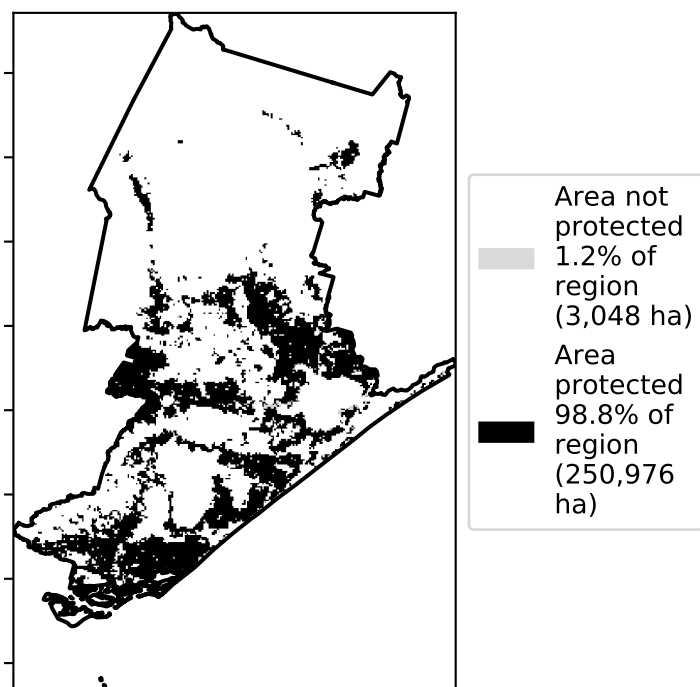 Area not
protected
1.2% of
region
(3,048 ha)
Area
protected
98.8% of
region
(250,976
ha)